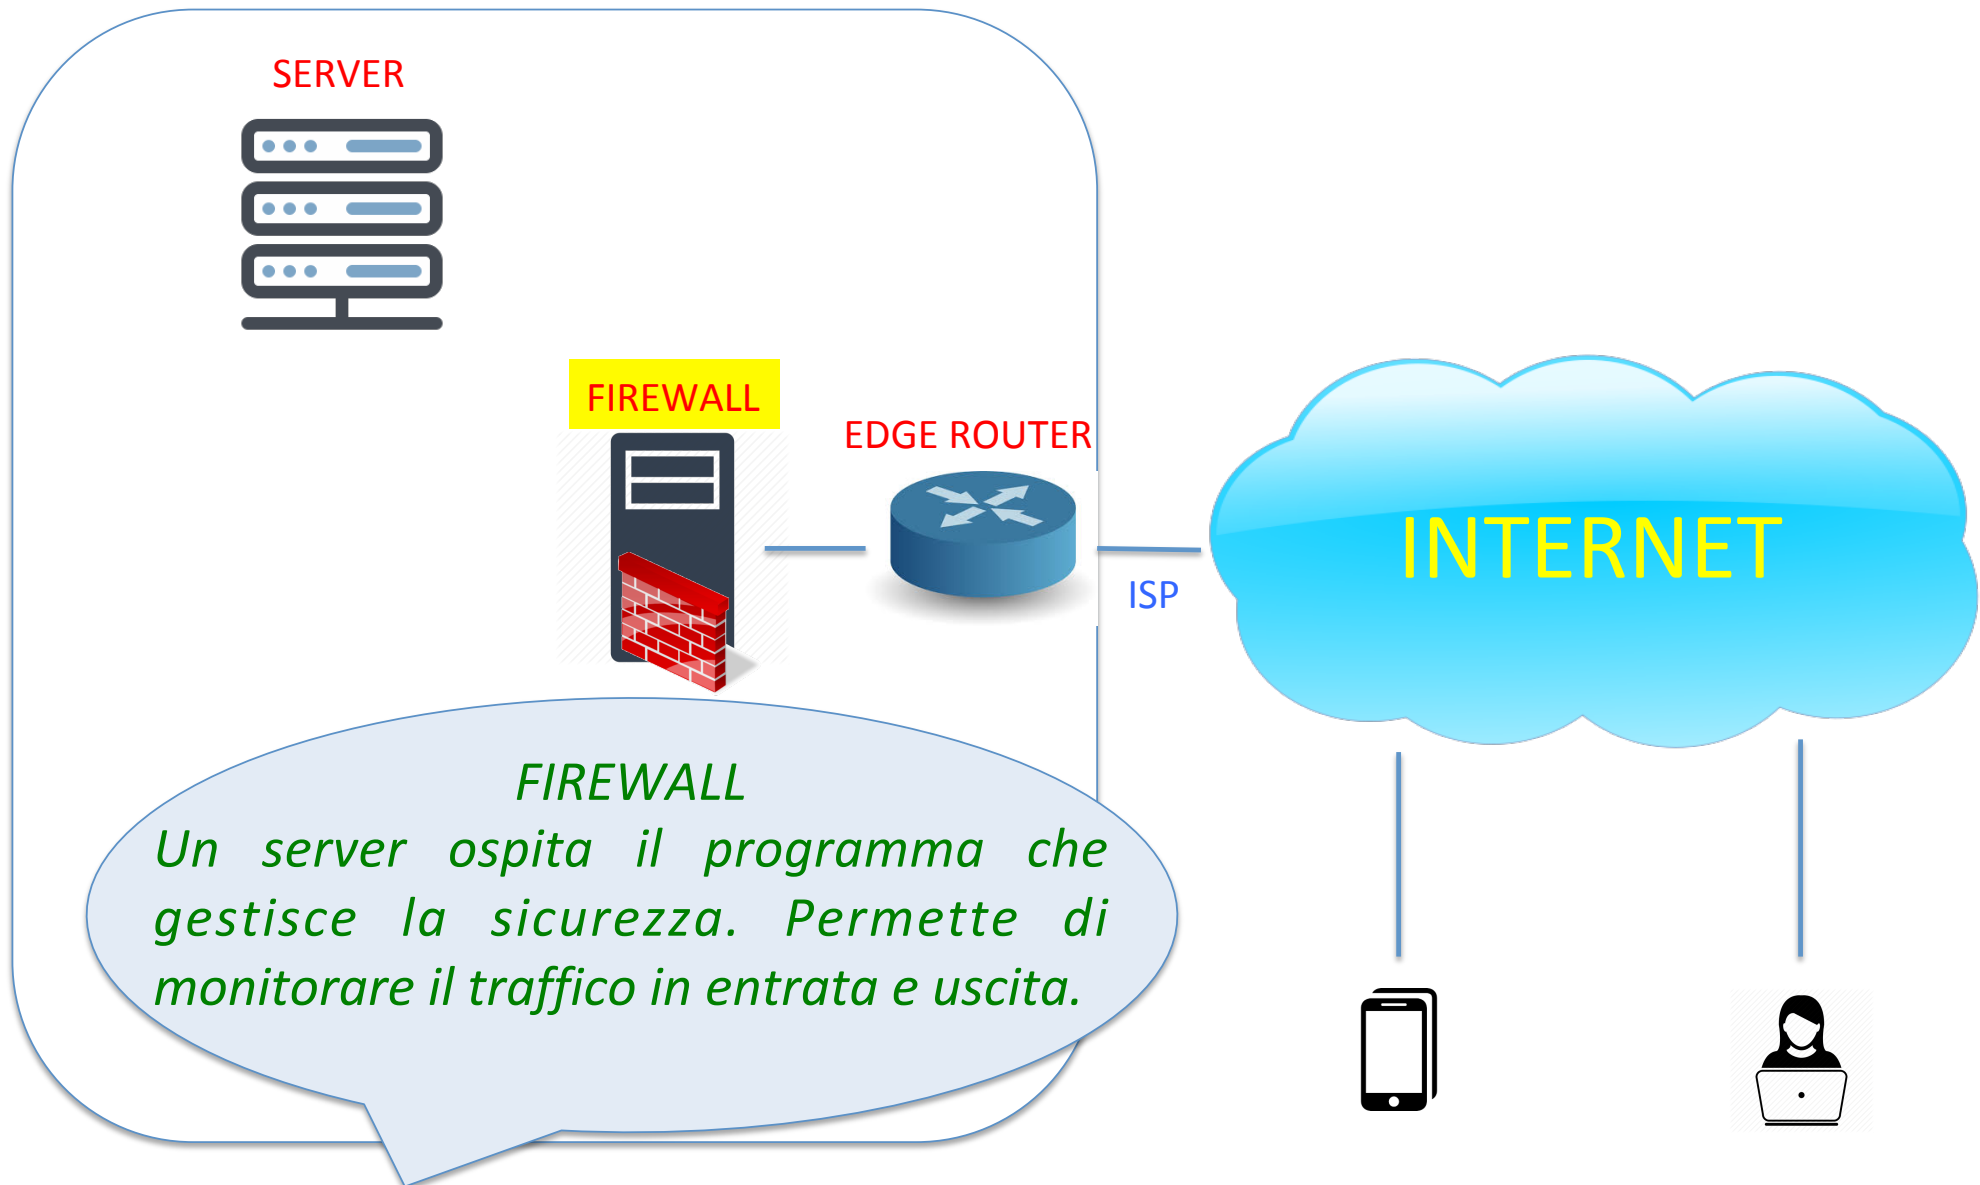 SERVER
FIREWALL
EDGE ROUTER
INTERNET
ISP
FIREWALL
Un server ospita il programma che
gestisce la sicurezza. Permette di
monitorare il traffico in entrata e uscita.